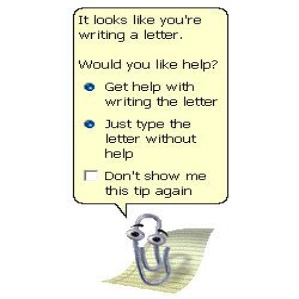 It looks like you're
writing a letter.
Would you like help?
Get help with
writing the letter
Just type the
letter without
help
Don't show me
this tip again